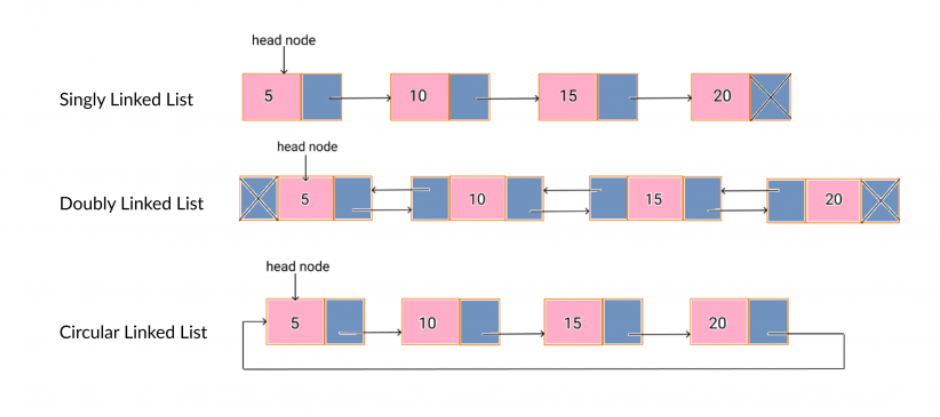 head node
Singly Linked List
5 10 15 20
head node
Doubly Linked List
5 10 15 20
head node
Circular Linked List
5 10 15 20